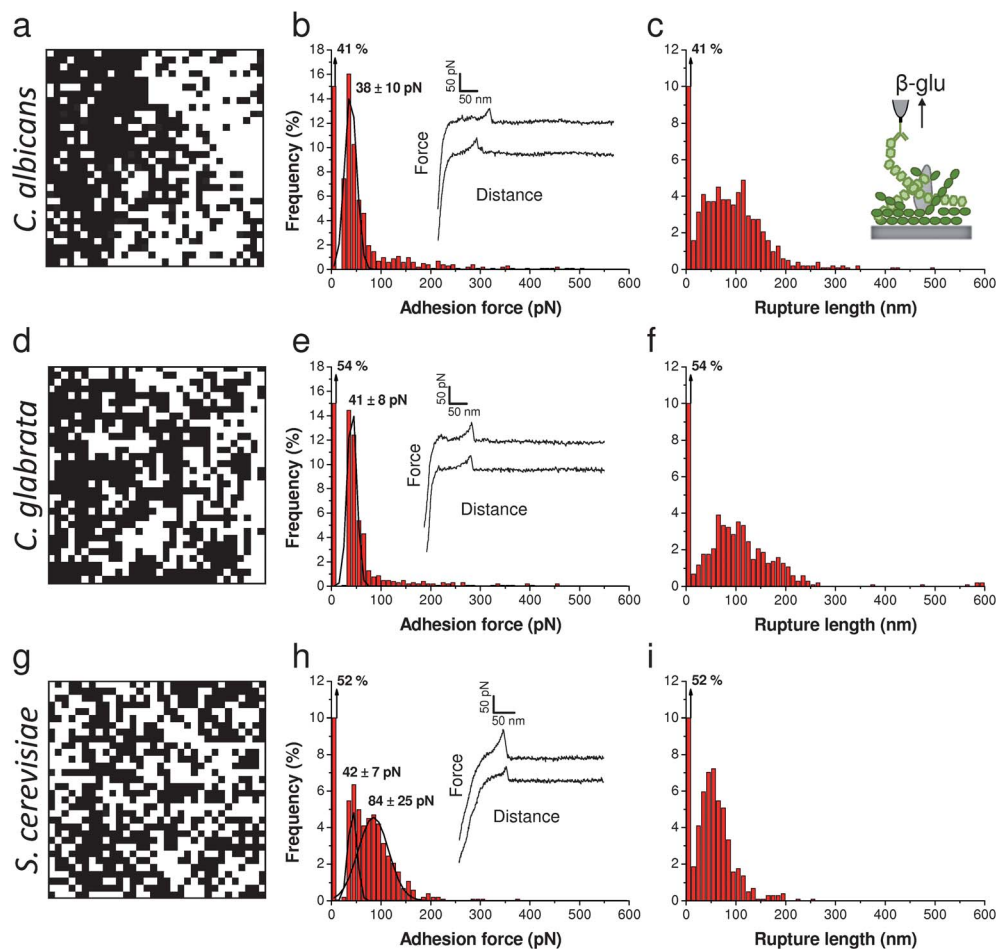 a
b
c
C. albicans
Frequency (%)
18
16
14
12
10
8
6
4
2
0
41 %
38 ± 10 pN
50 pN
50 nm
Force
Distance
0 100 200 300 400 500 600
Adhesion force (pN)
12
10
8
6
4
2
0
41 %
β-glu
0 100 200 300 400 500 600
Rupture length (nm)
d
e
f
C. glabrata
Frequency (%)
18
16
14
12
10
8
6
4
2
0
54 %
41 ± 8 pN
50 pN
50 nm
Force
Distance
0 100 200 300 400 500 600
Adhesion force (pN)
12
10
8
6
4
2
0
54 %
0 100 200 300 400 500 600
Rupture length (nm)
g
h
i
S. cerevisiae
Frequency (%)
12
10
8
6
4
2
0
52 %
42 ± 7 pN
84 ± 25 pN
50 pN
50 nm
Force
Distance
0 100 200 300 400 500 600
Adhesion force (pN)
12
10
8
6
4
2
0
52 %
0 100 200 300 400 500 600
Rupture length (nm)